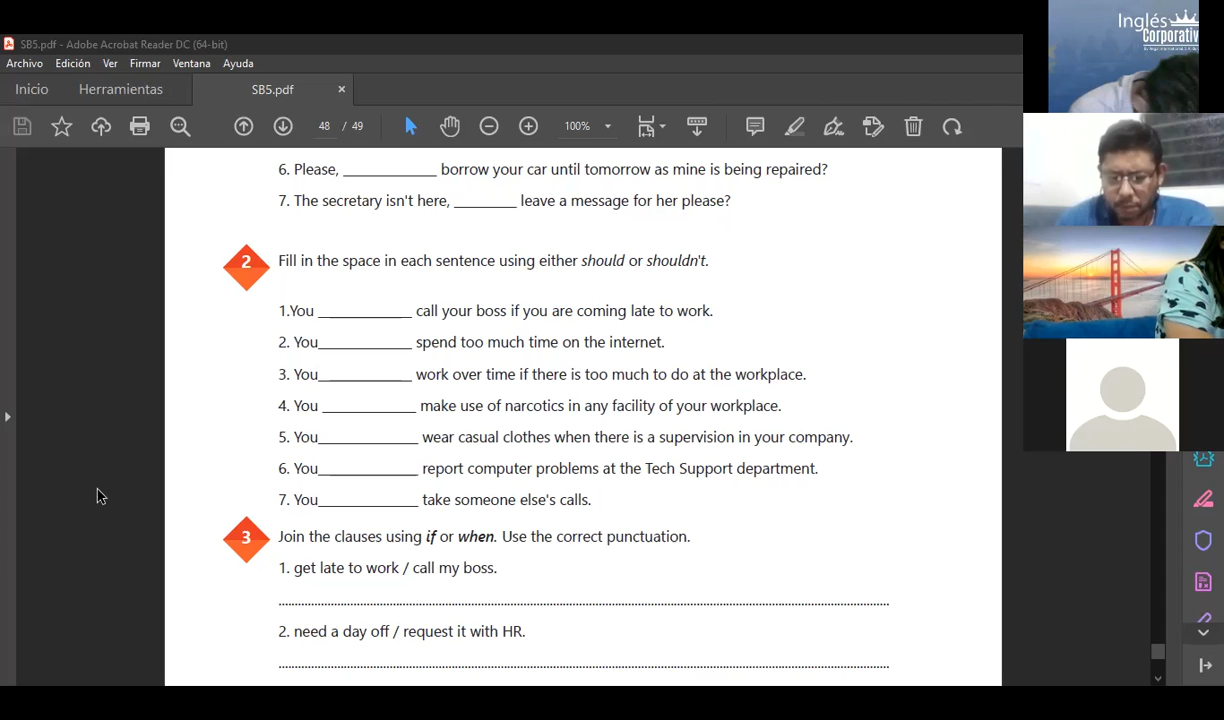 SB5.pdf - Adobe Acrobat Reader DC (64-bit)
Archivo Edición Ver Firmar Ventana Ayuda
Inicio Herramientas SB5.pdf ×
48 / 49 100%
6. Please, ____________ borrow your car until tomorrow as mine is being repaired?
7. The secretary isn't here, ________ leave a message for her please?
2 Fill in the space in each sentence using either should or shouldn't.
1.You ____________ call your boss if you are coming late to work.
2. You____________ spend too much time on the internet.
3. You____________ work over time if there is too much to do at the workplace.
4. You ____________ make use of narcotics in any facility of your workplace.
5. You_____________ wear casual clothes when there is a supervision in your company.
6. You_____________ report computer problems at the Tech Support department.
7. You_____________ take someone else's calls.
3 Join the clauses using if or when. Use the correct punctuation.
1. get late to work / call my boss.
2. need a day off / request it with HR.
Inglés
Corporativ